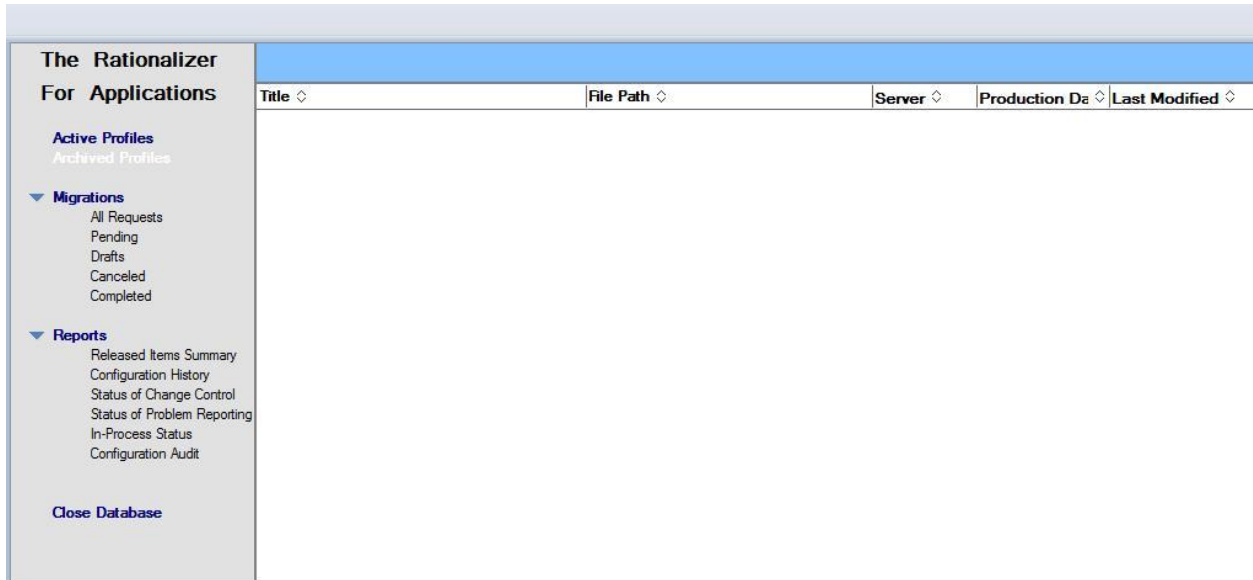 The Rationalizer
For Applications
Active Profiles
Archived Profiles
Migrations
All Requests
Pending
Drafts
Canceled
Completed
Reports
Released Items Summary
Configuration History
Status of Change Control
Status of Problem Reporting
In-Process Status
Configuration Audit
Close Database
Title File Path Server Production Da Last Modified